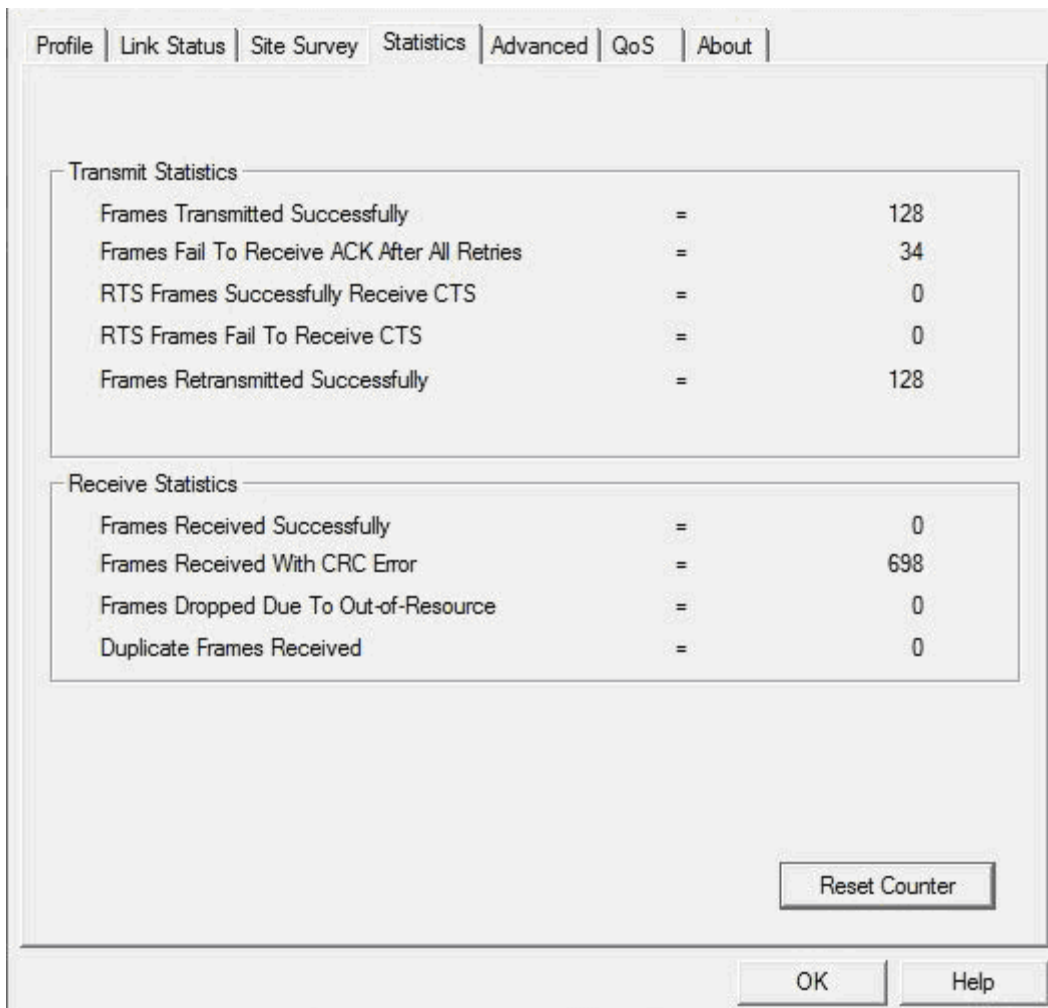 Profile Link Status Site Survey Statistics Advanced QoS About
Transmit Statistics
Frames Transmitted Successfully = 128
Frames Fail To Receive ACK After All Retries = 34
RTS Frames Successfully Receive CTS = 0
RTS Frames Fail To Receive CTS = 0
Frames Retransmitted Successfully = 128
Receive Statistics
Frames Received Successfully = 0
Frames Received With CRC Error = 698
Frames Dropped Due To Out-of-Resource = 0
Duplicate Frames Received = 0
Reset Counter
OK Help